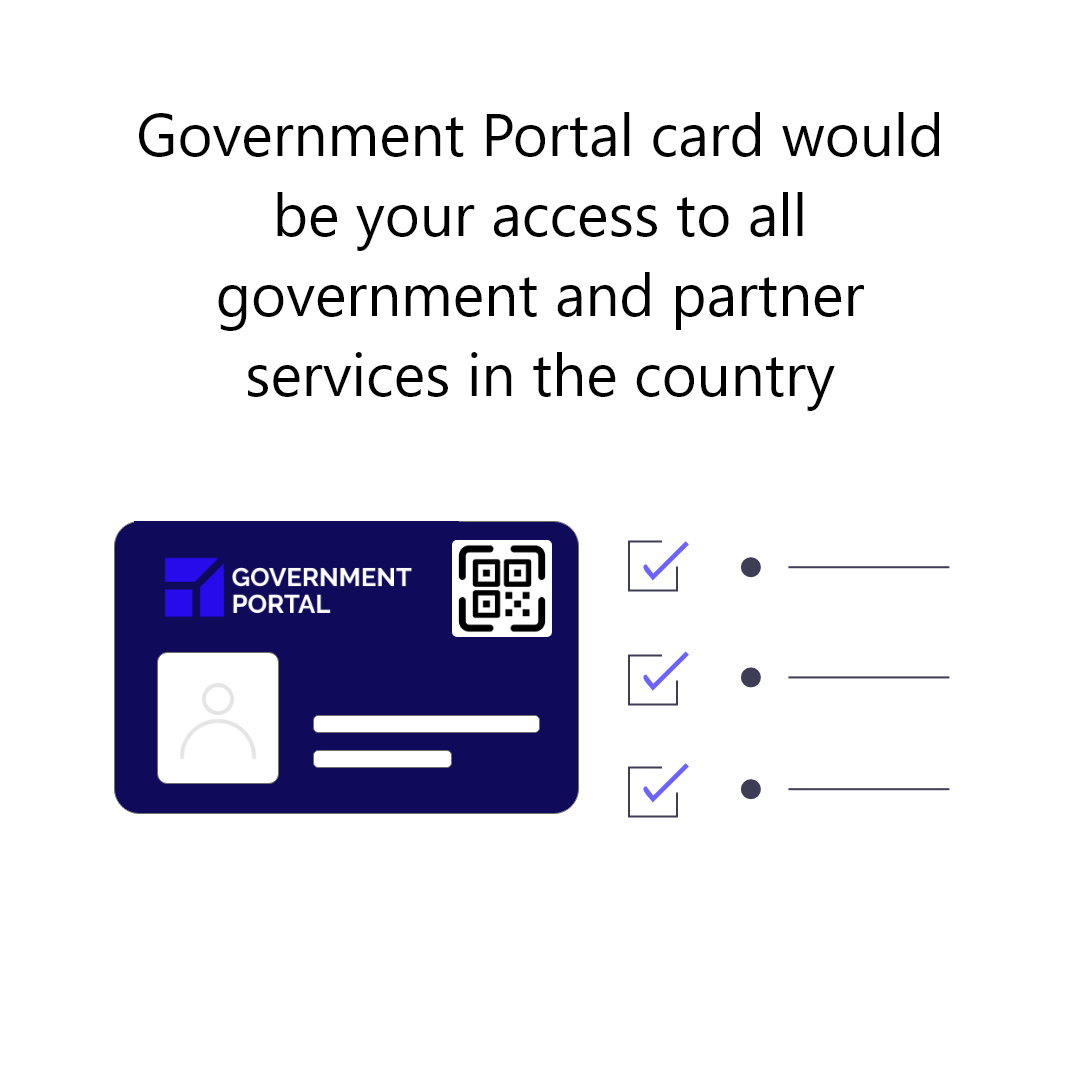 Government Portal card would
be your access to all
government and partner
services in the country
GOVERNMENT
PORTAL